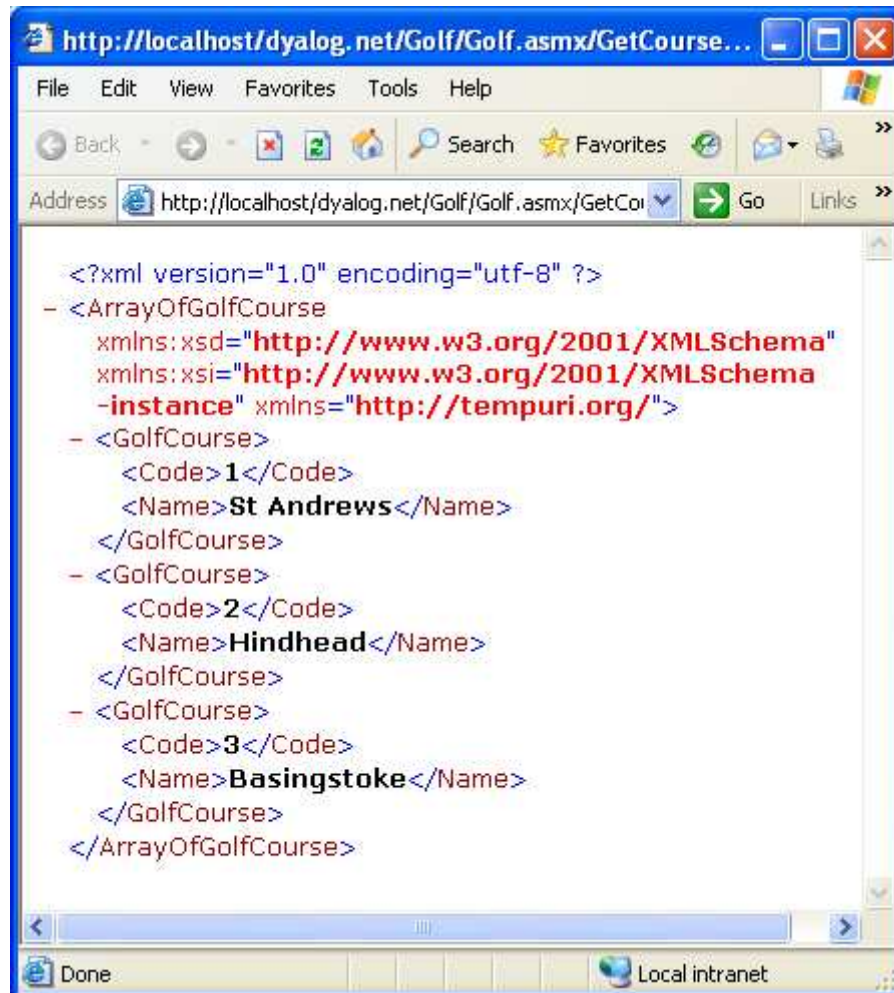 http://localhost/dyalog.net/Golf/Golf.asmx/GetCourse...
File Edit View Favorites Tools Help
Back Search Favorites »
Address http://localhost/dyalog.net/Golf/Golf.asmx/GetCou Go Links »
<?xml version="1.0" encoding="utf-8" ?>
- <ArrayOfGolfCourse
xmlns:xsd="http://www.w3.org/2001/XMLSchema"
xmlns:xsi="http://www.w3.org/2001/XMLSchema
-instance" xmlns="http://tempuri.org/">
- <GolfCourse>
<Code>1</Code>
<Name>St Andrews</Name>
</GolfCourse>
- <GolfCourse>
<Code>2</Code>
<Name>Hindhead</Name>
</GolfCourse>
- <GolfCourse>
<Code>3</Code>
<Name>Basingstoke</Name>
</GolfCourse>
</ArrayOfGolfCourse>
Done Local intranet